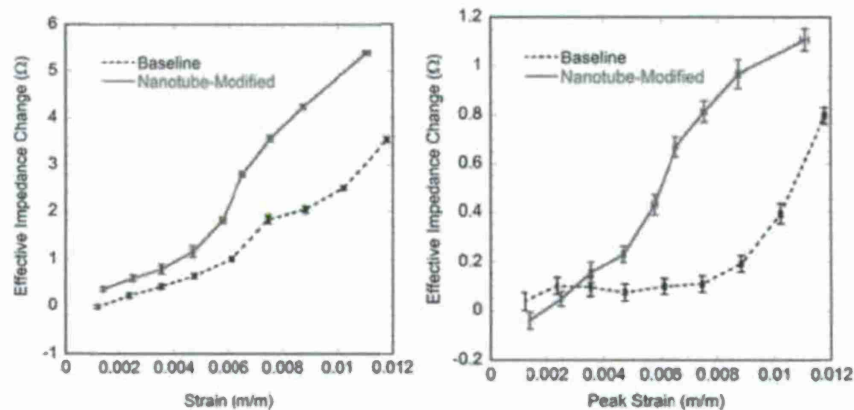 6
5
4
3
2
1
0
-1
Effective Impedance Change (Ω)
Baseline
Nanotube-Modified
0 0.002 0.004 0.006 0.008 0.01 0.012
Strain (m/m)
1.2
1
0.8
0.6
0.4
0.2
0
-0.2
Effective Impedance Change (Ω)
Baseline
Nanotube-Modified
0 0.002 0.004 0.006 0.008 0.01 0.012
Peak Strain (m/m)